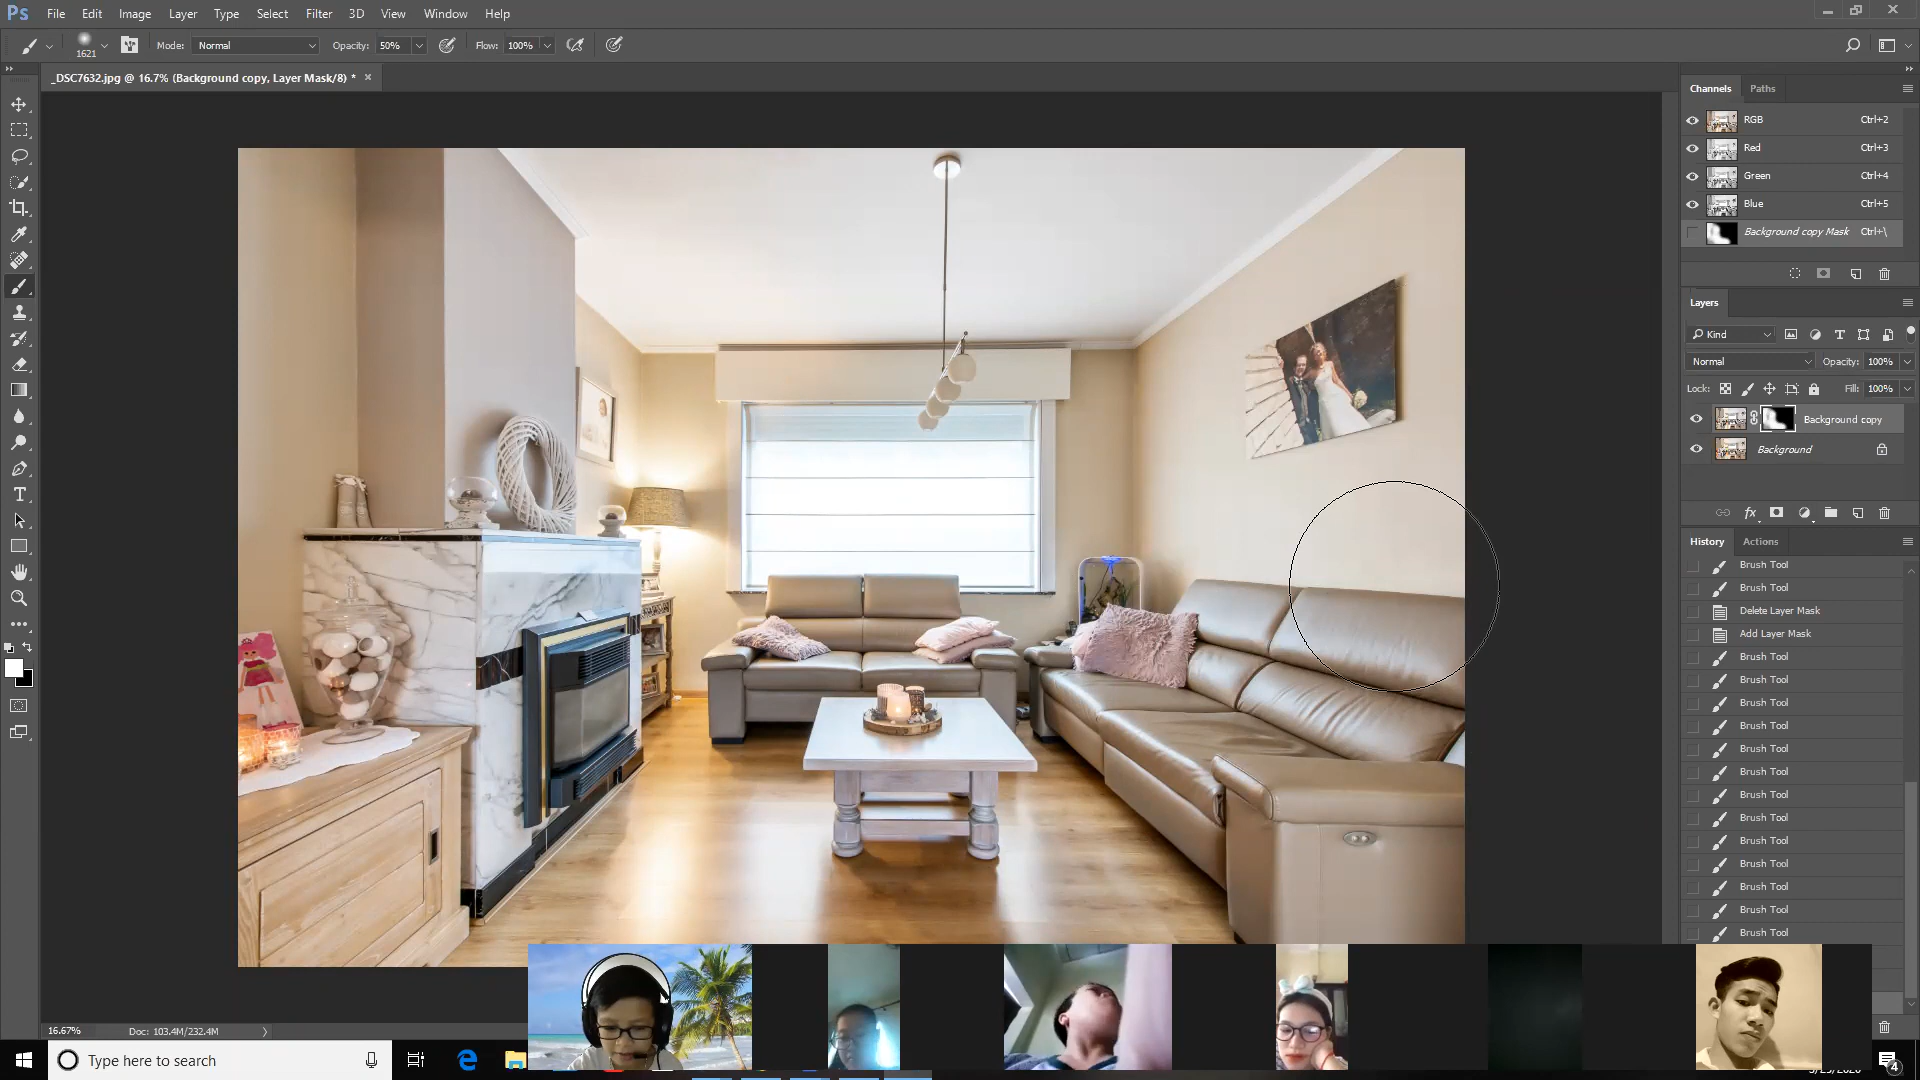 Ps File Edit Image Layer Type Select Filter 3D View Window Help
1621 Mode: Normal Opacity: 50% Flow: 100%
_DSC7632.jpg @ 16.7% (Background copy, Layer Mask/8) *
Channels Paths
RGB Ctrl+2
Red Ctrl+3
Green Ctrl+4
Blue Ctrl+5
Background copy Mask Ctrl+\
Layers
Kind
Normal Opacity: 100%
Lock: Fill: 100%
Background copy
Background
History Actions
Brush Tool
Brush Tool
Delete Layer Mask
Add Layer Mask
Brush Tool
Brush Tool
Brush Tool
Brush Tool
Brush Tool
Brush Tool
Brush Tool
Brush Tool
Brush Tool
Brush Tool
Brush Tool
Brush Tool
Brush Tool
16.67% Doc: 103.4M/232.4M
Type here to search
4